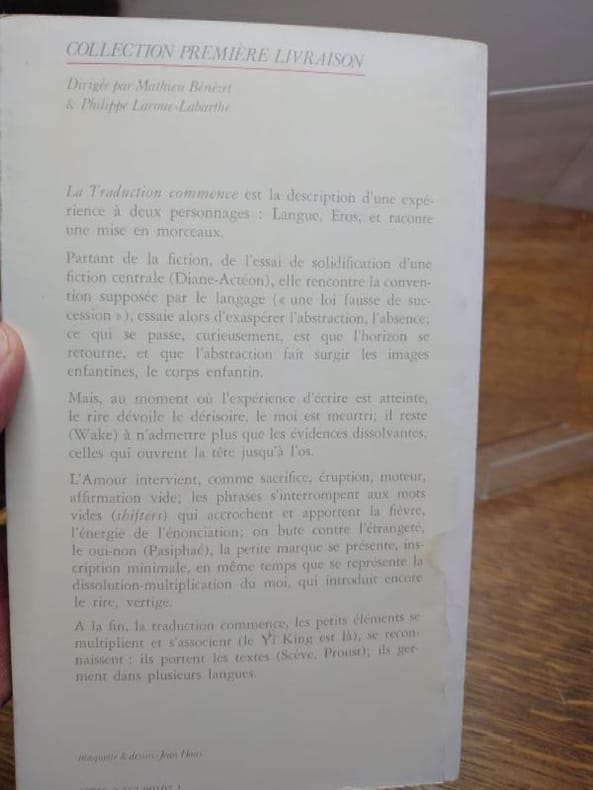 COLLECTION PREMIÈRE LIVRAISON
Dirigée par Mathieu Bénézet
& Philippe Lacoue-Labarthe
La Traduction commence est la description d'une expé-
rience à deux personnages : Langue, Eros, et raconte
une mise en morceaux.
Partant de la fiction, de l'essai de solidification d'une
fiction centrale (Diane-Actéon), elle rencontre la conven-
tion supposée par le langage (« une loi fausse de suc-
cession »), essaie alors d'exaspérer l'abstraction, l'absence;
ce qui se passe, curieusement, est que l'horizon se
retourne, et que l'abstraction fait surgir les images
enfantines, le corps enfantin.
Mais, au moment où l'expérience d'écrire est atteinte,
le rire dévoile le dérisoire, le moi est meurtri; il reste
(Wake) à n'admettre plus que les évidences dissolvantes,
celles qui ouvrent la tête jusqu'à l'os.
L'Amour intervient, comme sacrifice, éruption, moteur,
affirmation vide; les phrases s'interrompent aux mots
vides (shifters) qui accrochent et apportent la fièvre,
l'énergie de l'énonciation; on bute contre l'étrangeté,
le oui-non (Pasiphaé), la petite marque se présente, ins-
cription minimale, en même temps que se représente la
dissolution-multiplication du moi, qui introduit encore
le rire, vertige.
A la fin, la traduction commence, les petits éléments se
multiplient et s'associent (le Yi King est là), se recon-
naissent : ils portent les textes (Scève, Proust); ils ger-
ment dans plusieurs langues.
maquette & dessin-Jean Haas